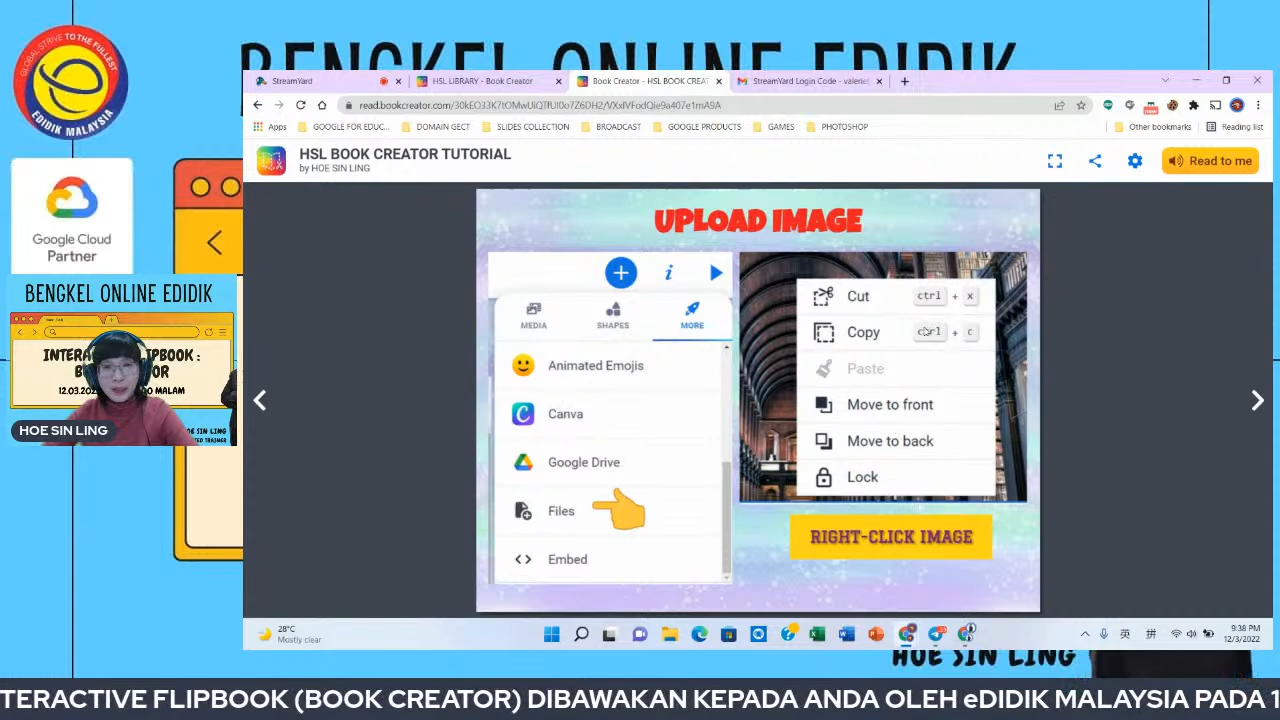 BENGKEL ONLINE EDIDIK
GLOBAL STRIVE TO THE FULLEST
EDIDIK MALAYSIA
Google Cloud
Partner
BENGKEL ONLINE EDIDIK
HOE SIN LING
StreamYard
HSL LIBRARY - Book Creator
Book Creator - HSL BOOK CREAT
StreamYard Login Code - valerie
Apps
GOOGLE FOR EDUC...
DOMAIN GECT
SLIDES COLLECTION
BROADCAST
GOOGLE PRODUCTS
GAMES
PHOTOSHOP
Other bookmarks
Reading list
HSL BOOK CREATOR TUTORIAL
by HOE SIN LING
Read to me
UPLOAD IMAGE
MEDIA
SHAPES
MORE
Animated Emojis
Canva
Google Drive
Files
Embed
Cut ctrl + x
Copy ctrl + c
Paste
Move to front
Move to back
Lock
RIGHT-CLICK IMAGE
28°C
Mostly clear
英
拼
9:38 PM
12/3/2022
HOE SIN LING
TERACTIVE FLIPBOOK (BOOK CREATOR) DIBAWAKAN KEPADA ANDA OLEH eDIDIK MALAYSIA PADA 1